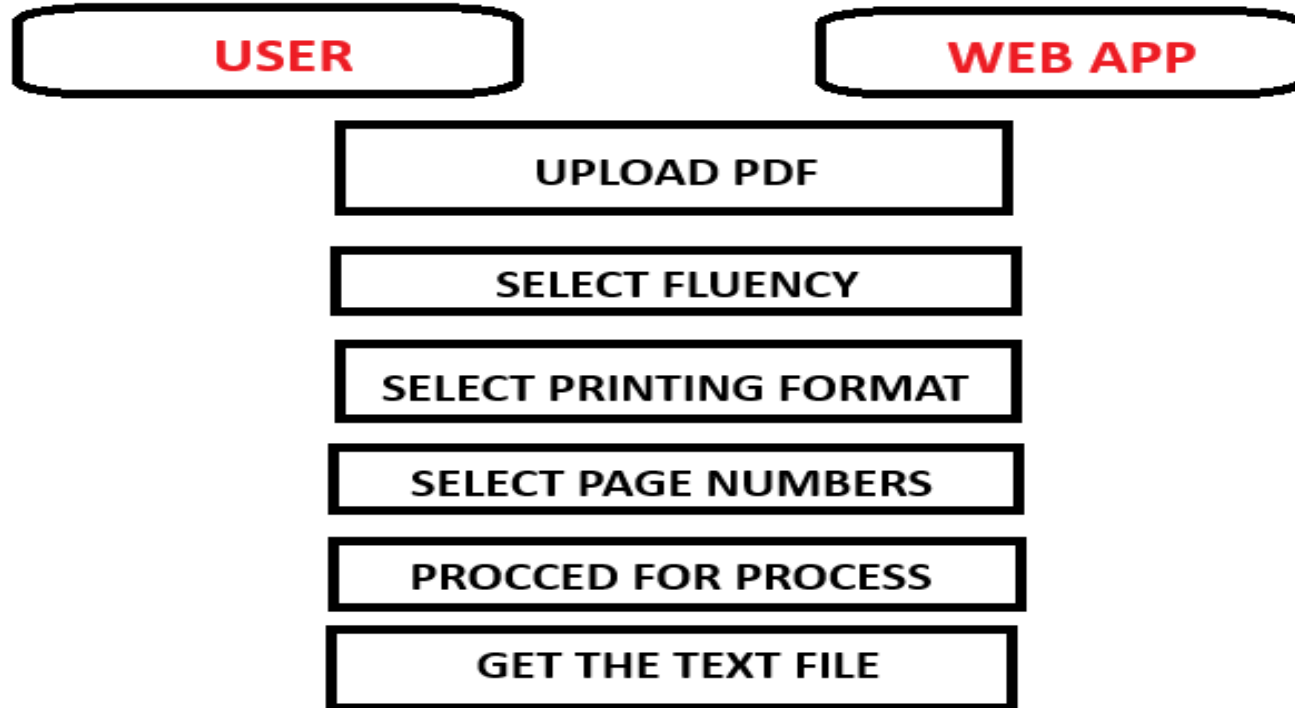 USER
WEB APP
UPLOAD PDF
SELECT FLUENCY
SELECT PRINTING FORMAT
SELECT PAGE NUMBERS
PROCCED FOR PROCESS
GET THE TEXT FILE